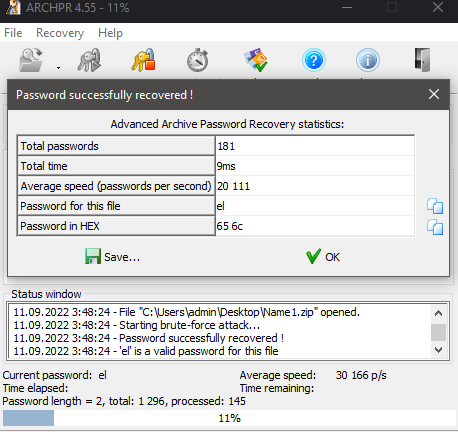 ARCHPR 4.55 - 11%
File Recovery Help
Password successfully recovered !
Advanced Archive Password Recovery statistics:
Total passwords 181
Total time 9ms
Average speed (passwords per second) 20 111
Password for this file el
Password in HEX 65 6c
Save... OK
Status window
11.09.2022 3:48:24 - File "C:\Users\admin\Desktop\Name1.zip" opened.
11.09.2022 3:48:24 - Starting brute-force attack...
11.09.2022 3:48:24 - Password successfully recovered !
11.09.2022 3:48:24 - 'el' is a valid password for this file
Current password: el Average speed: 30 166 p/s
Time elapsed: Time remaining:
Password length = 2, total: 1 296, processed: 145
11%